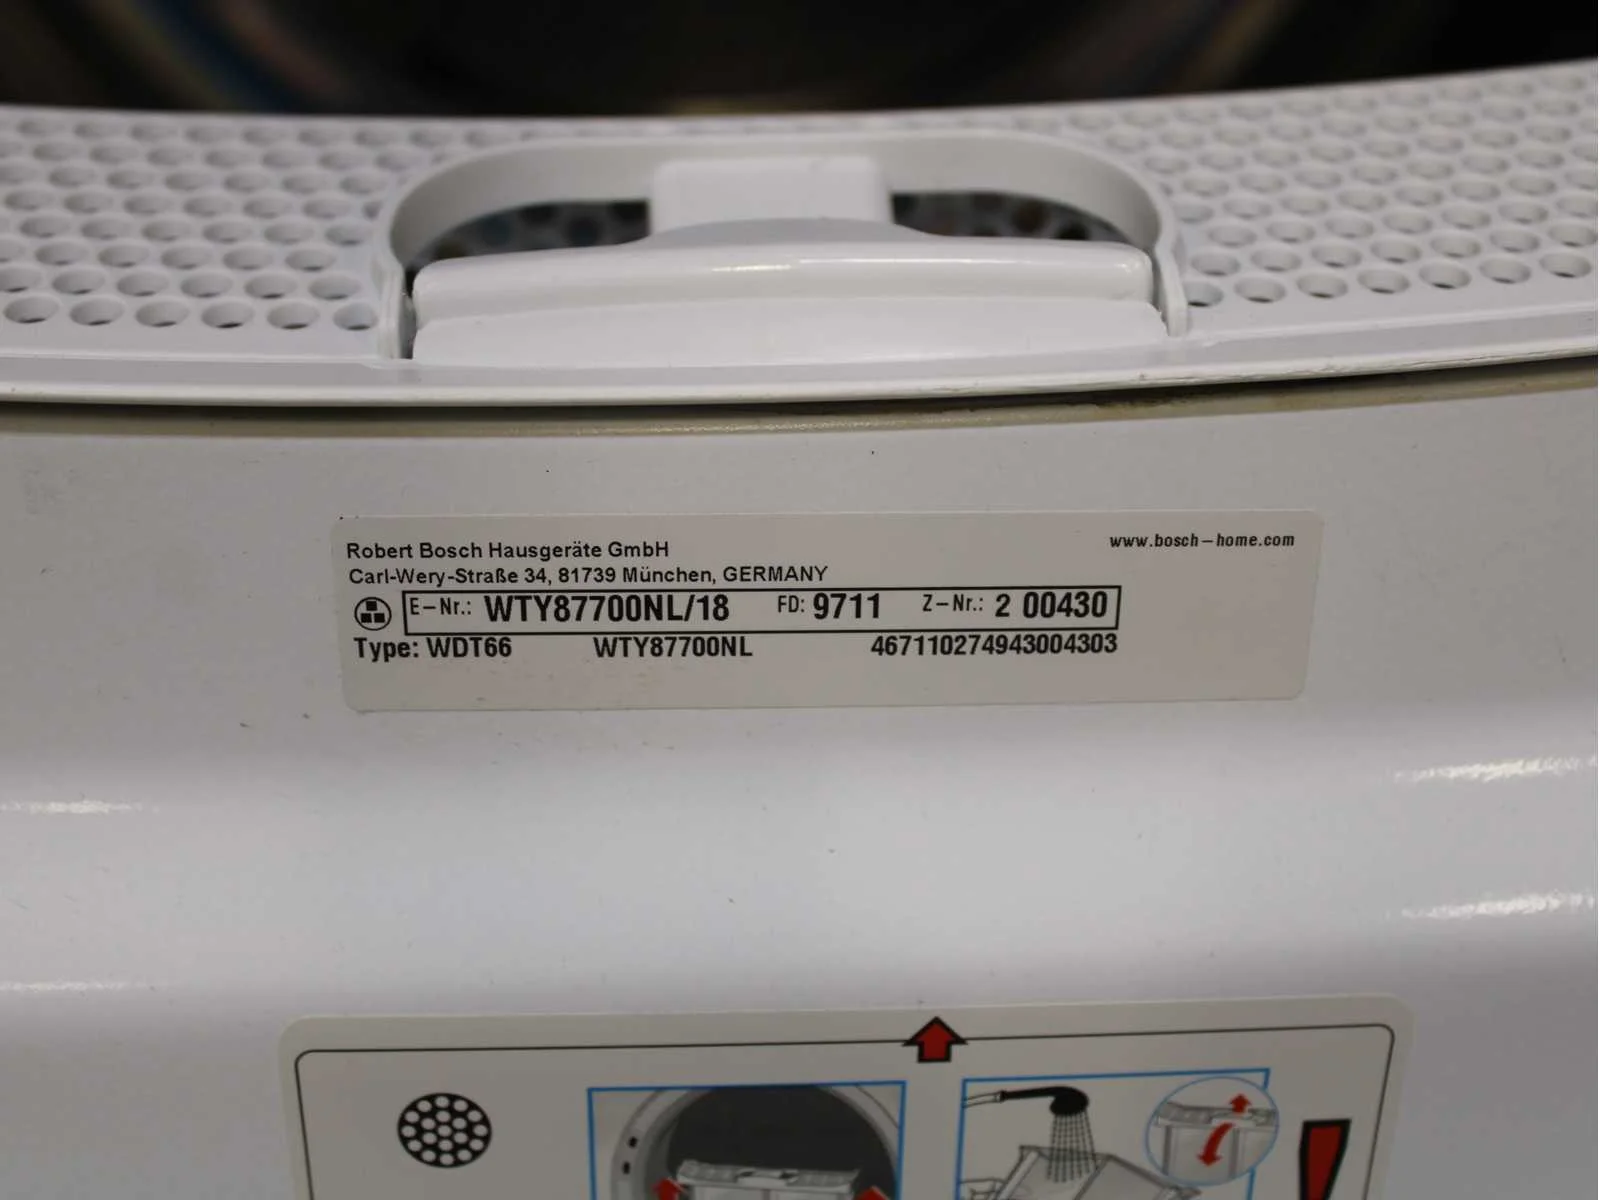 Robert Bosch Hausgeräte GmbH www.bosch-home.com
Carl-Wery-Straße 34, 81739 München, GERMANY
E-Nr.: WTY87700NL/18 FD: 9711 Z-Nr.: 2 00430
Type: WDT66 WTY87700NL 467110274943004303